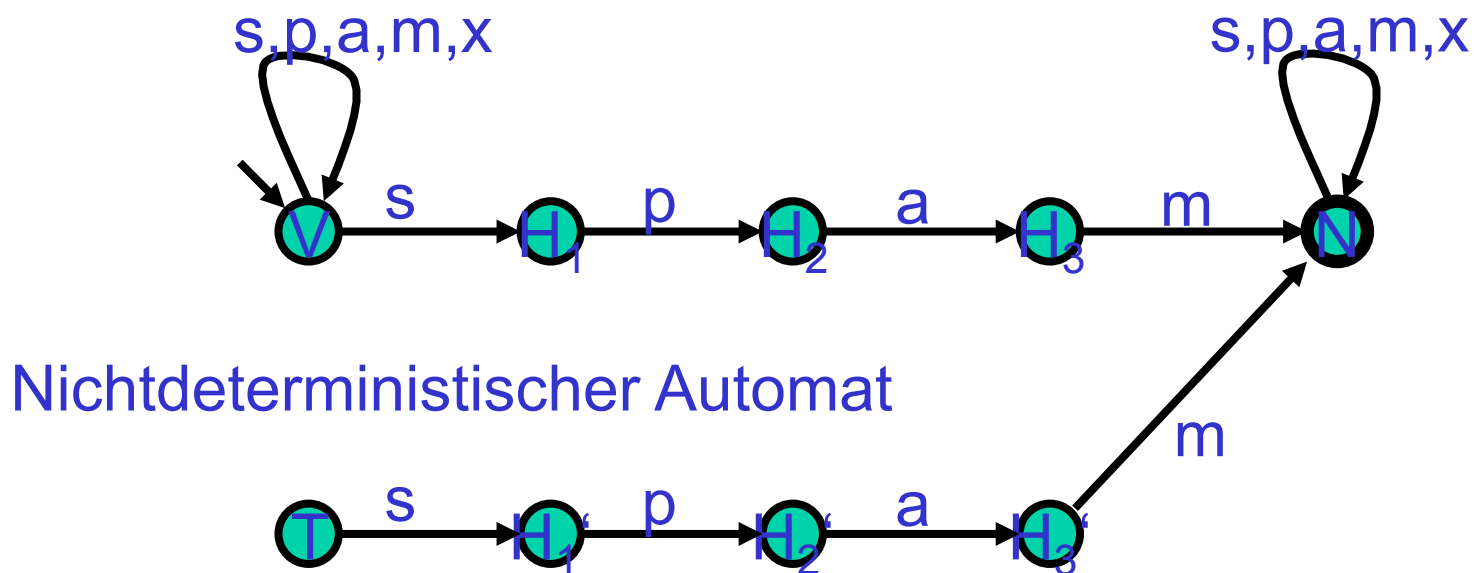 s,p,a,m,x s,p,a,m,x
s p a m
V H₁ H₂ H₃ N
Nichtdeterministischer Automat
m
s p a
T H₁‘ H₂‘ H₃‘